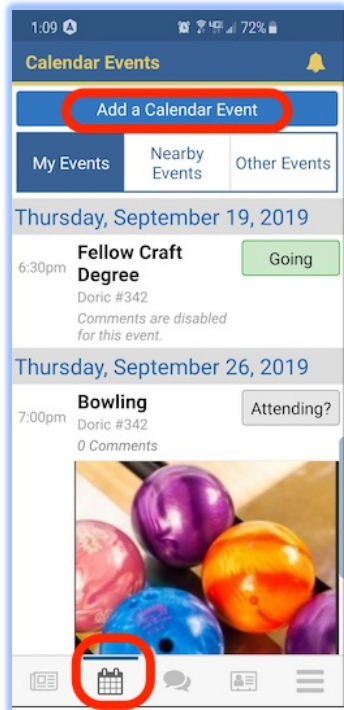 1:09 72%
Calendar Events
Add a Calendar Event
My Events
Nearby
Events
Other Events
Thursday, September 19, 2019
6:30pm
Fellow Craft
Degree
Going
Doric #342
Comments are disabled
for this event.
Thursday, September 26, 2019
7:00pm
Bowling
Attending?
Doric #342
0 Comments